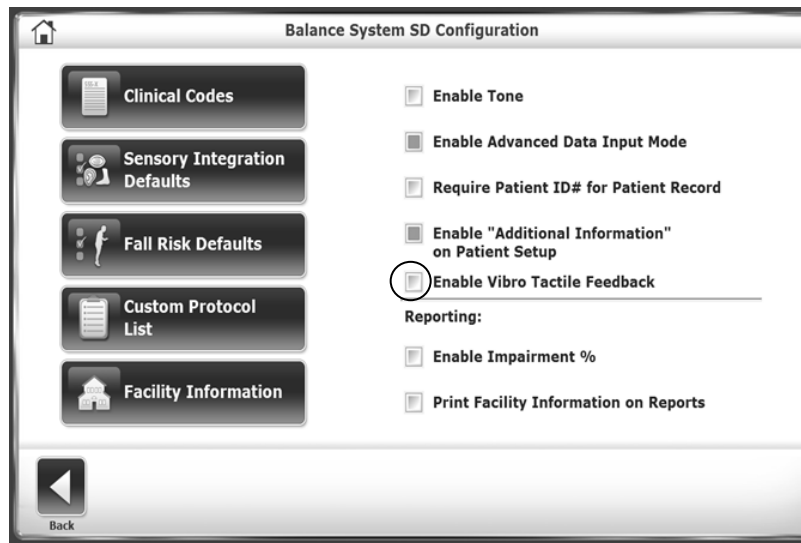 Balance System SD Configuration
Clinical Codes
Sensory Integration
Defaults
Fall Risk Defaults
Custom Protocol
List
Facility Information
Enable Tone
Enable Advanced Data Input Mode
Require Patient ID# for Patient Record
Enable "Additional Information"
on Patient Setup
Enable Vibro Tactile Feedback
Reporting:
Enable Impairment %
Print Facility Information on Reports
Back